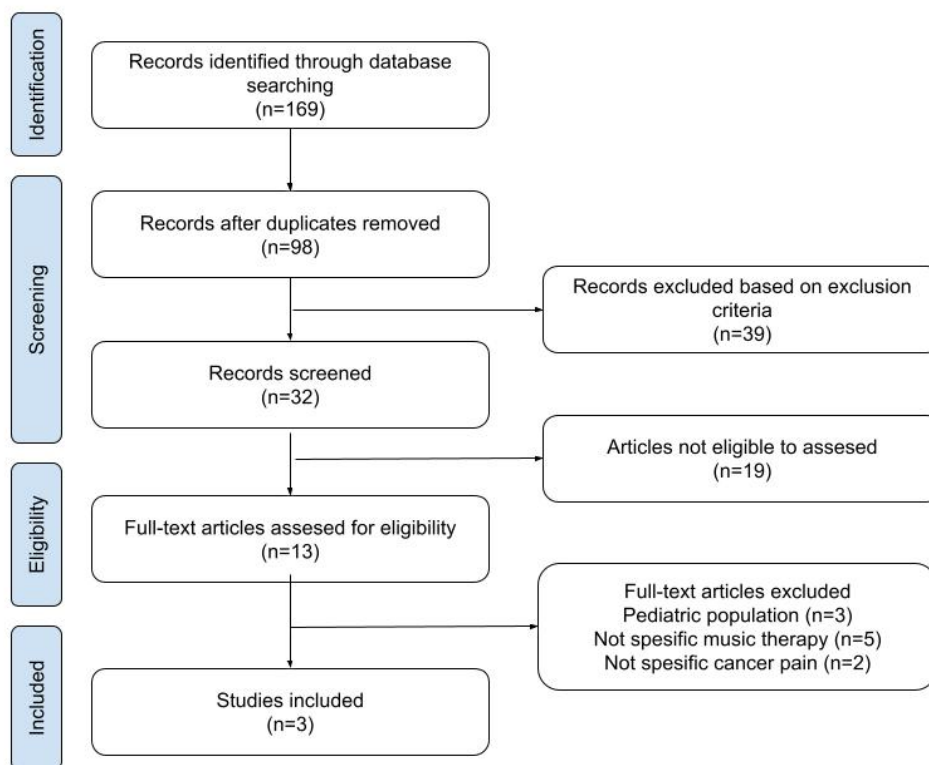 Identification
Records identified through database
searching
(n=169)
Screening
Records after duplicates removed
(n=98)
Records excluded based on exclusion
criteria
(n=39)
Records screened
(n=32)
Articles not eligible to assesed
(n=19)
Eligibility
Full-text articles assesed for eligibility
(n=13)
Full-text articles excluded
Pediatric population (n=3)
Not spesific music therapy (n=5)
Not spesific cancer pain (n=2)
Included
Studies included
(n=3)